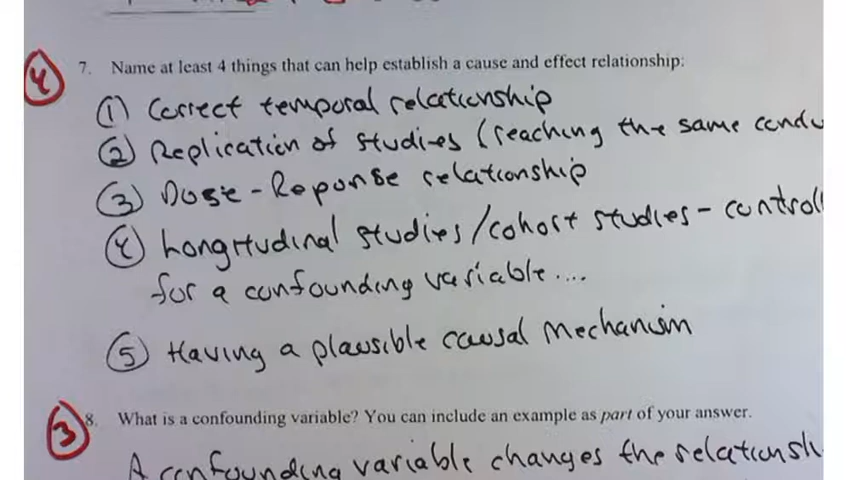 4
7. Name at least 4 things that can help establish a cause and effect relationship:
① Correct temporal relationship
② Replication of studies (reaching the same conclu
③ Dose-Reponse relationship
④ Longitudinal studies/cohort studies - controll
for a confounding variable....
⑤ Having a plausible causal mechanism
3
8. What is a confounding variable? You can include an example as part of your answer.
A confounding variable changes the relationsh